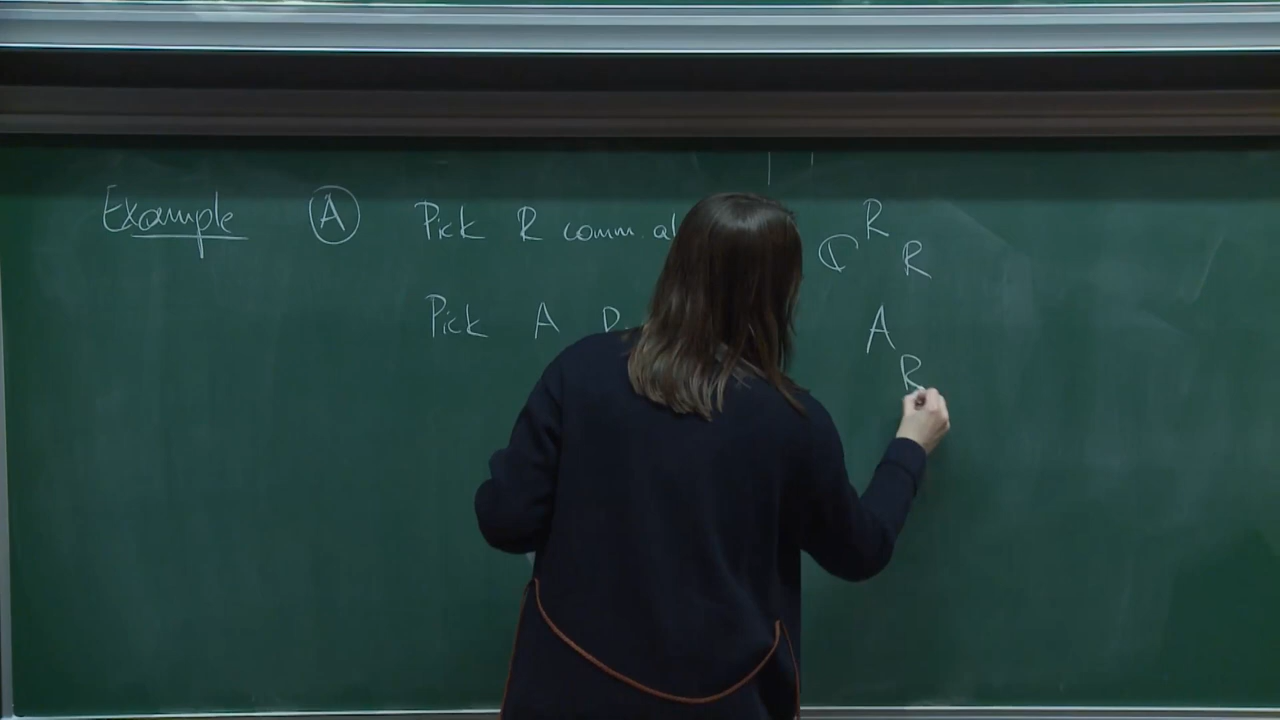 Example Ⓐ Pick R comm. al R
ℂ R
Pick A A
R